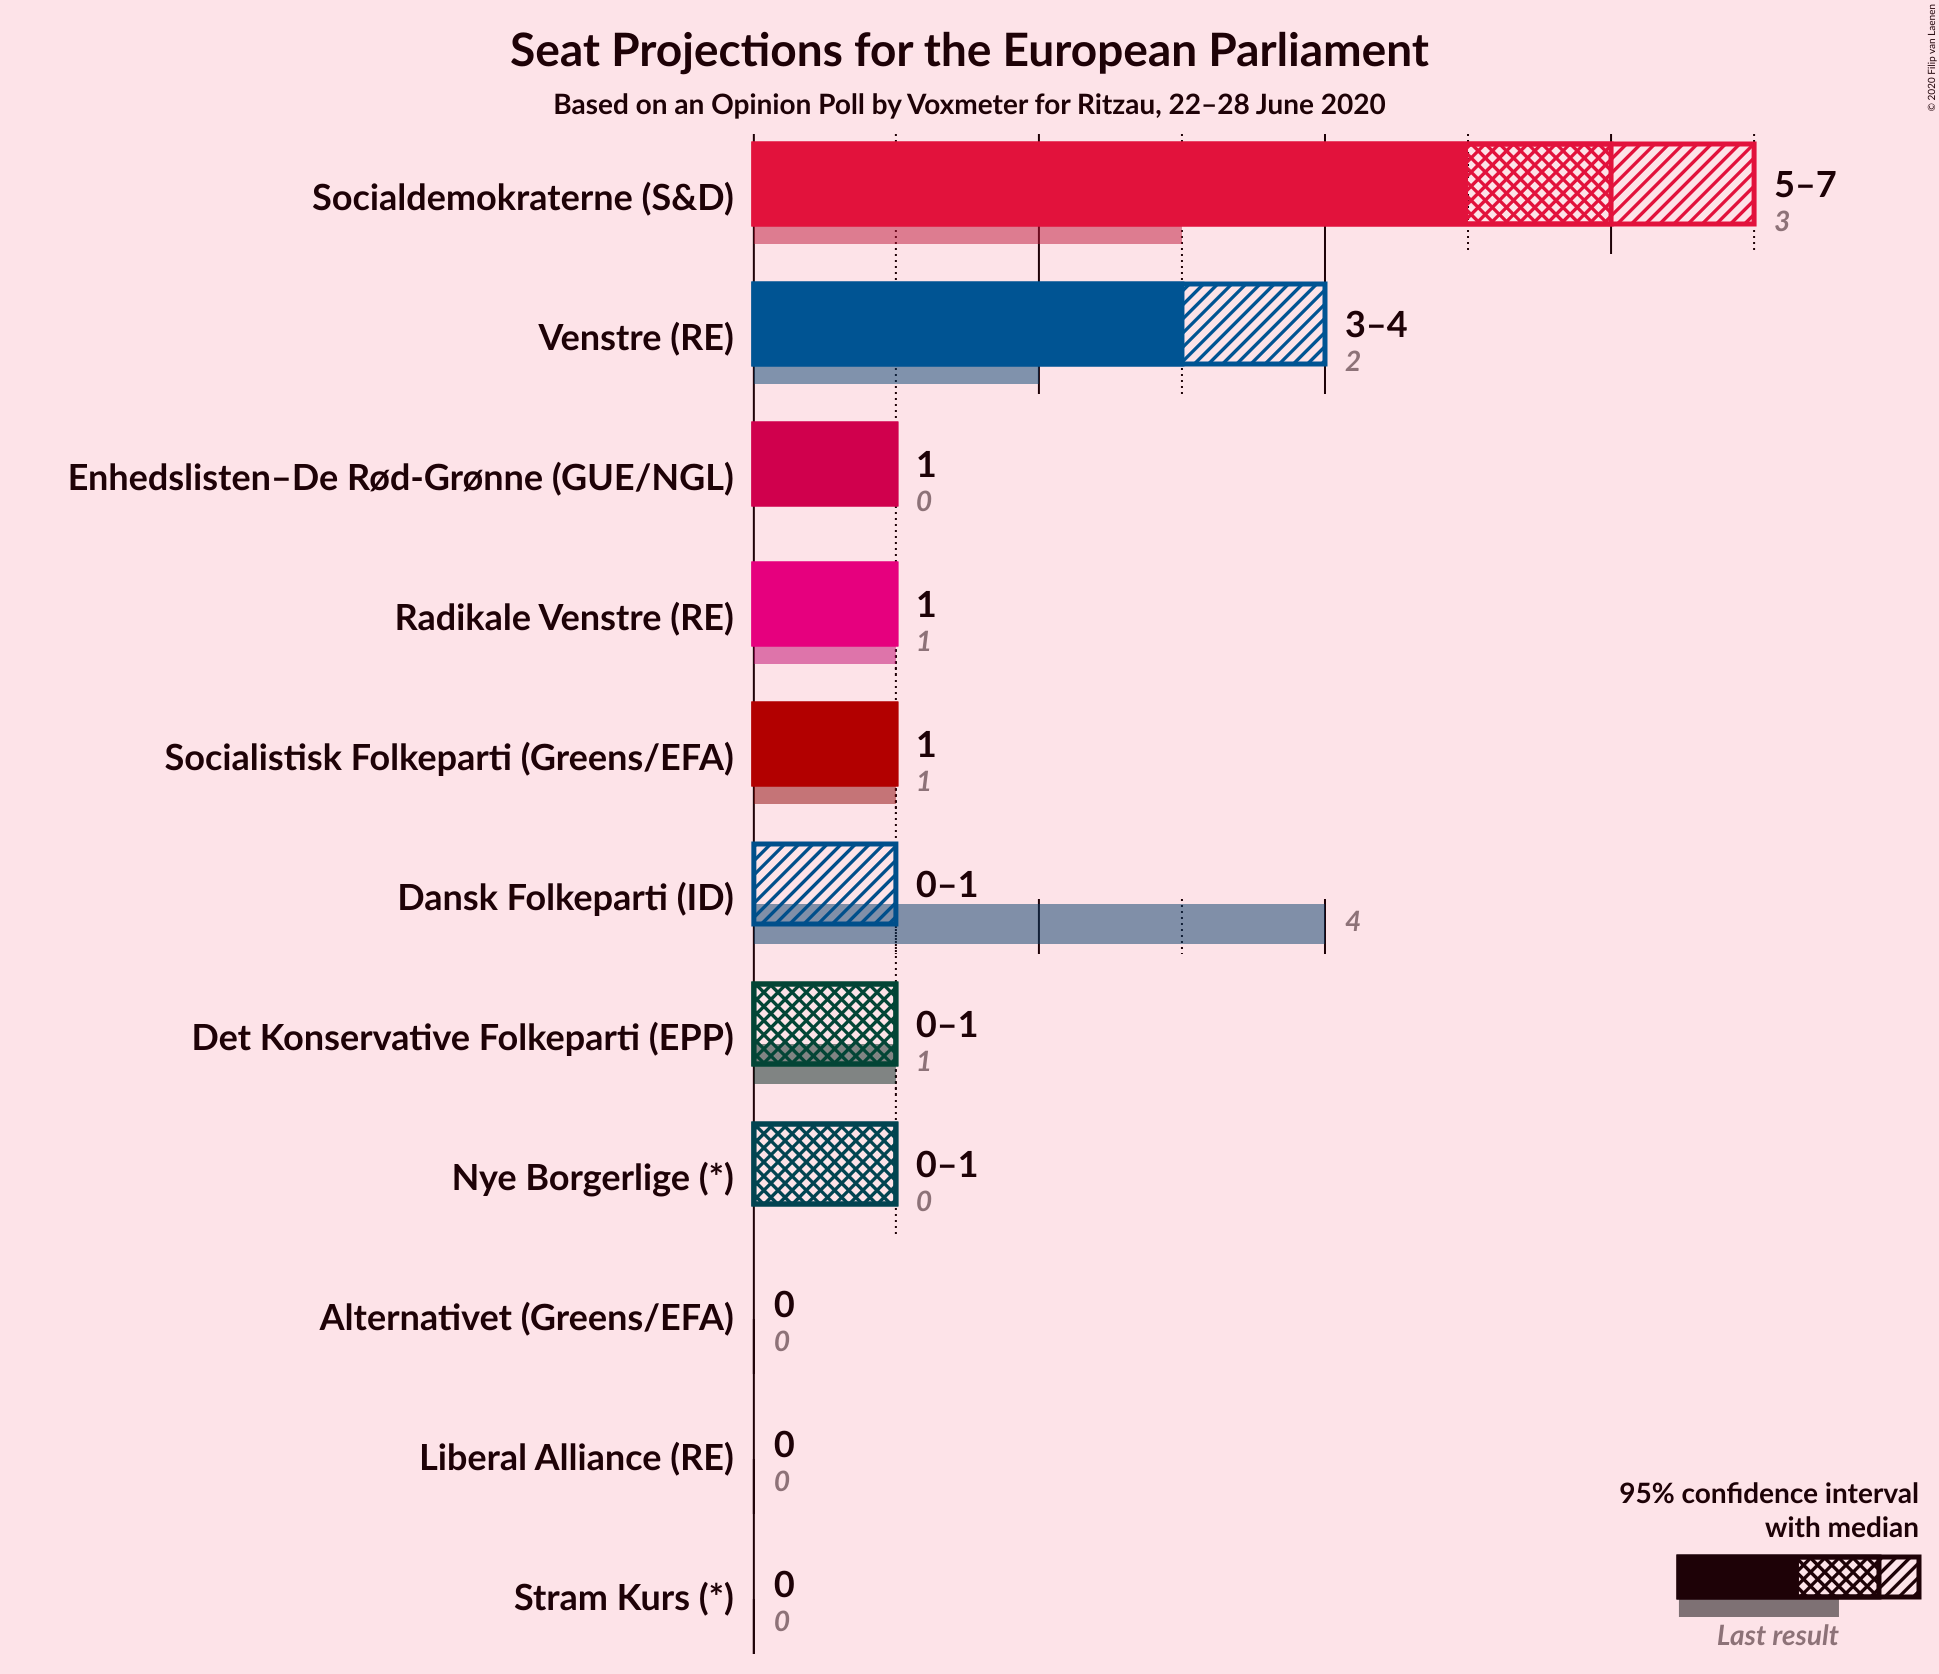 Seat Projections for the European Parliament
Based on an Opinion Poll by Voxmeter for Ritzau, 22–28 June 2020
© 2020 Filip van Laenen
Socialdemokraterne (S&D)
5–7
3
Venstre (RE)
3–4
2
Enhedslisten–De Rød-Grønne (GUE/NGL)
1
0
Radikale Venstre (RE)
1
1
Socialistisk Folkeparti (Greens/EFA)
1
1
Dansk Folkeparti (ID)
0–1
4
Det Konservative Folkeparti (EPP)
0–1
1
Nye Borgerlige (*)
0–1
0
Alternativet (Greens/EFA)
0
0
Liberal Alliance (RE)
0
0
Stram Kurs (*)
0
0
95% confidence interval
with median
Last result